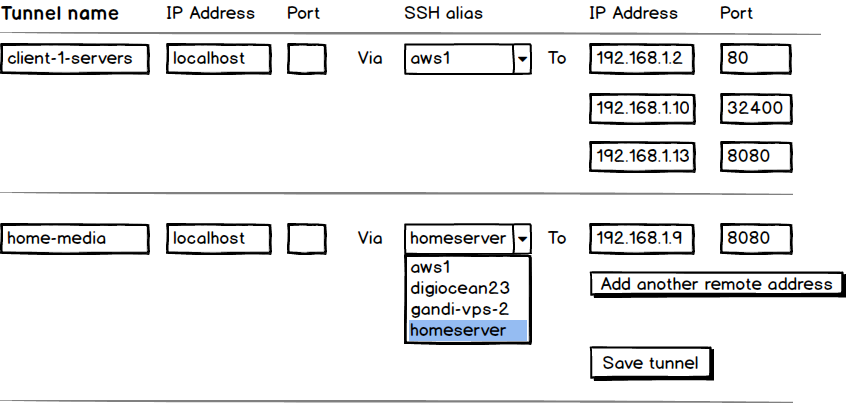 Tunnel name IP Address Port SSH alias IP Address Port
client-1-servers localhost Via aws1 To 192.168.1.2 80
192.168.1.10 32400
192.168.1.13 8080
home-media localhost Via homeserver To 192.168.1.9 8080
aws1
digiocean23
gandi-vps-2
homeserver
Add another remote address
Save tunnel